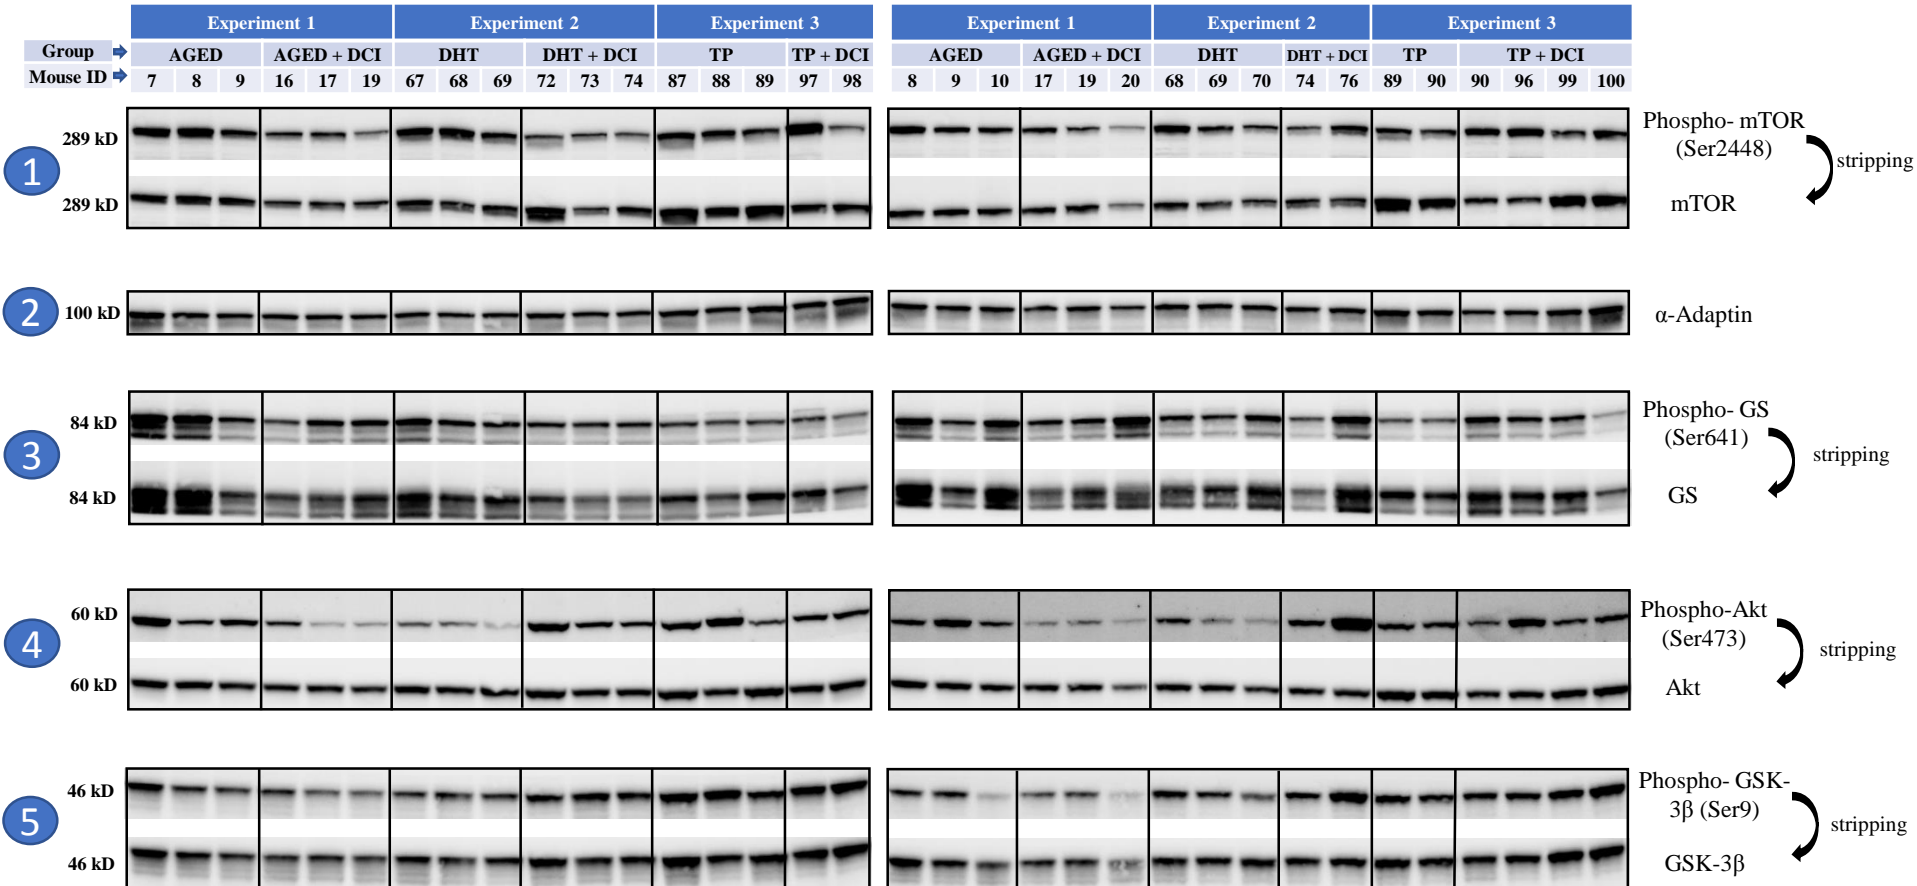 Experiment 1 Experiment 2 Experiment 3 Experiment 1 Experiment 2 Experiment 3
Group AGED AGED + DCI DHT DHT + DCI TP TP + DCI AGED AGED + DCI DHT DHT + DCI TP TP + DCI
Mouse ID 7 8 9 16 17 19 67 68 69 72 73 74 87 88 89 97 98 8 9 10 17 19 20 68 69 70 74 76 89 90 90 96 99 100
1
289 kD
Phospho- mTOR
(Ser2448)
stripping
289 kD
mTOR
2
100 kD
α-Adaptin
3
84 kD
Phospho- GS
(Ser641)
stripping
84 kD
GS
4
60 kD
Phospho-Akt
(Ser473)
stripping
60 kD
Akt
5
46 kD
Phospho- GSK-
3β (Ser9)
stripping
46 kD
GSK-3β